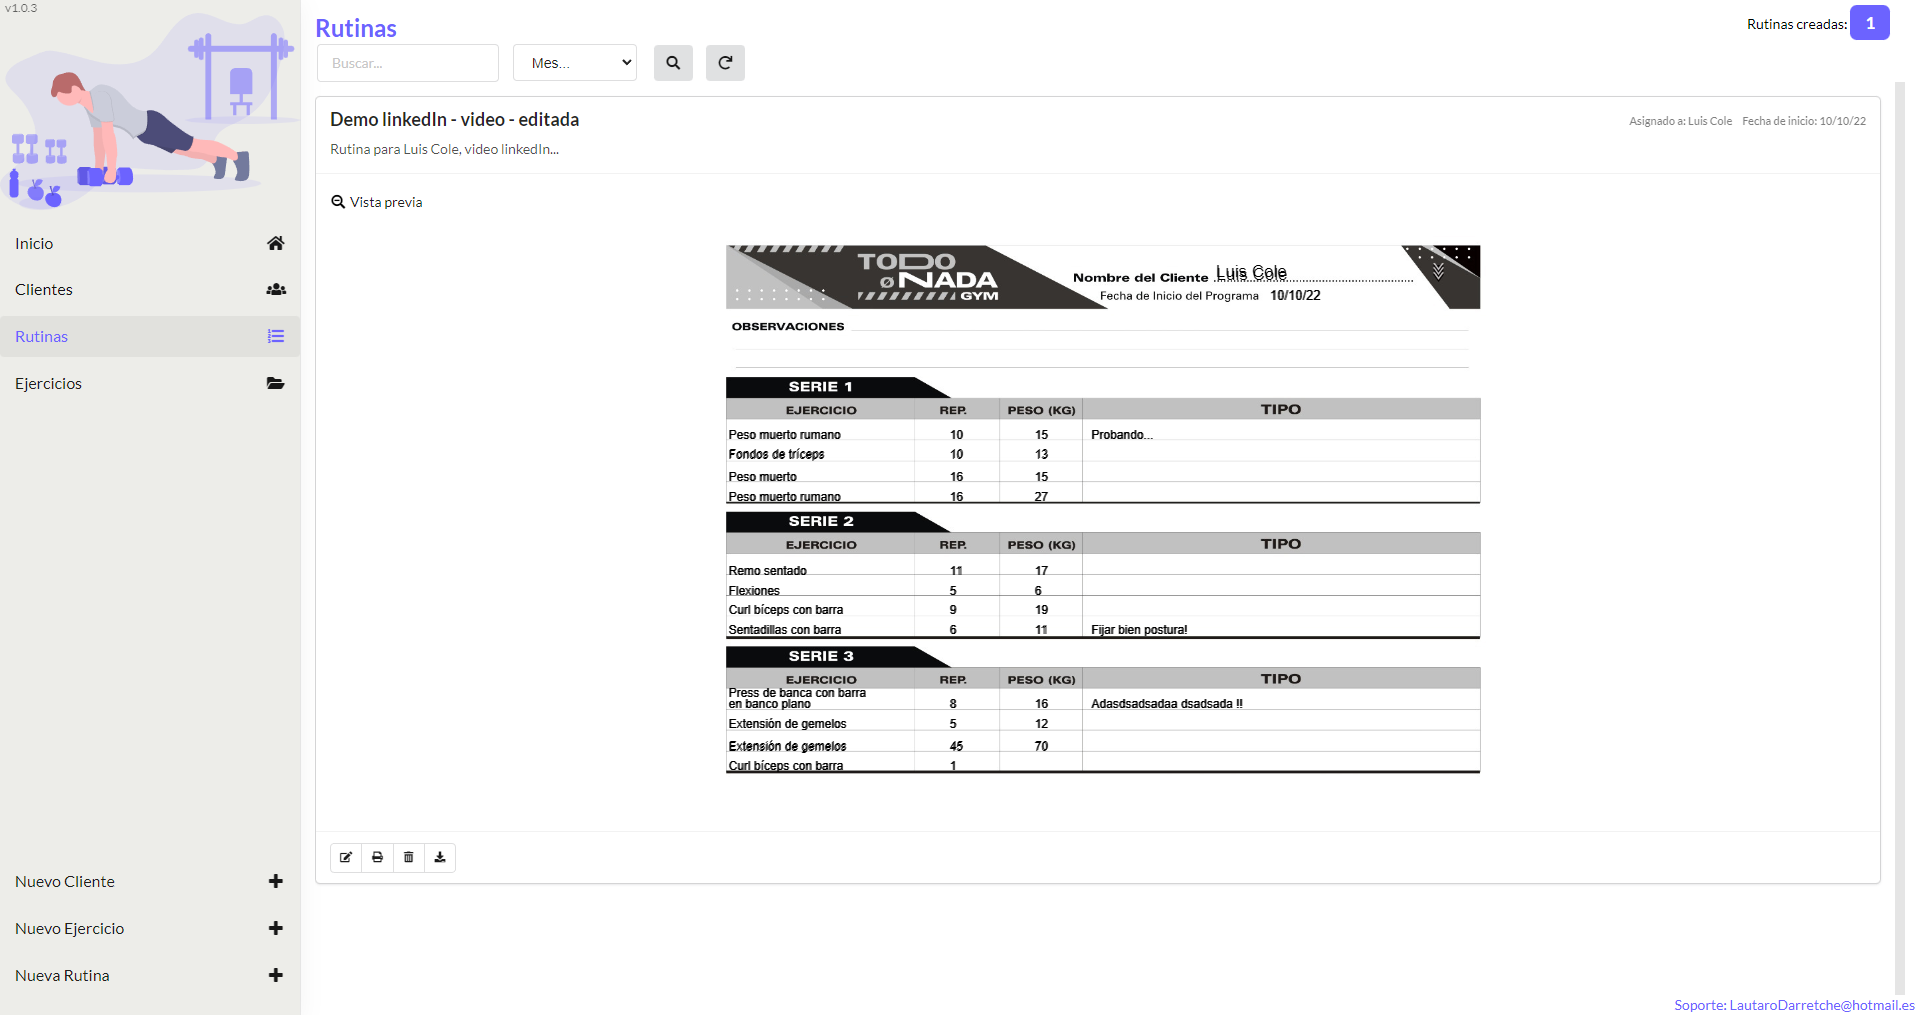 v1.0.3
Inicio
Clientes
Rutinas
Ejercicios
Nuevo Cliente
Nuevo Ejercicio
Nueva Rutina
Rutinas
Rutinas creadas: 1
Buscar... Mes...
Demo linkedIn - video - editada
Asignado a: Luis Cole Fecha de inicio: 10/10/22
Rutina para Luis Cole, video linkedIn...
Vista previa
TODO
O NADA
GYM
Nombre del Cliente Luis Cole
Fecha de Inicio del Programa 10/10/22
OBSERVACIONES
SERIE 1
EJERCICIO REP. PESO (KG) TIPO
Peso muerto rumano 10 15 Probando...
Fondos de tríceps 10 13
Peso muerto 16 15
Peso muerto rumano 16 27
SERIE 2
EJERCICIO REP. PESO (KG) TIPO
Remo sentado 11 17
Flexiones 5 6
Curl bíceps con barra 9 19
Sentadillas con barra 6 11 Fijar bien postura!
SERIE 3
EJERCICIO REP. PESO (KG) TIPO
Press de banca con barra
en banco plano 8 16 Adasdsadsadaa dsadsada !!
Extensión de gemelos 5 12
Extensión de gemelos 45 70
Curl bíceps con barra 1
Soporte: LautaroDarretche@hotmail.es